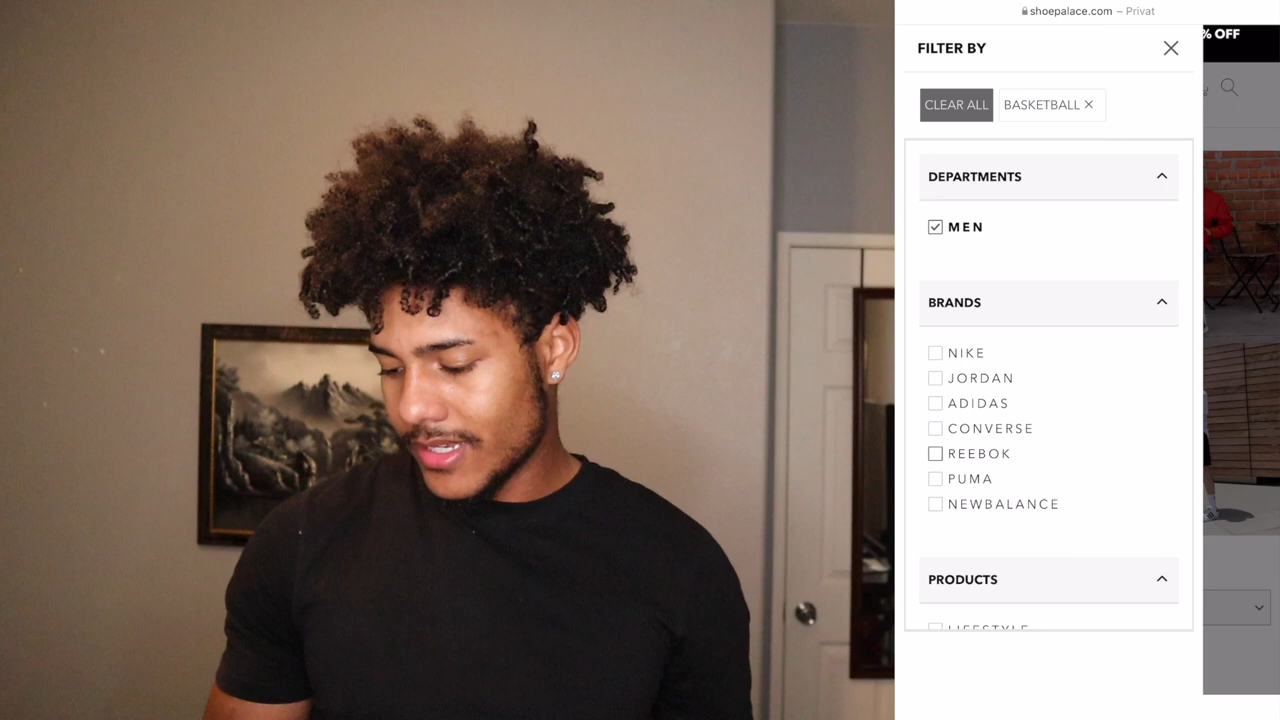 shoepalace.com – Privat
% OFF
FILTER BY
CLEAR ALL
BASKETBALL ×
DEPARTMENTS
MEN
BRANDS
NIKE
JORDAN
ADIDAS
CONVERSE
REEBOK
PUMA
NEWBALANCE
PRODUCTS
LIFESTYLE